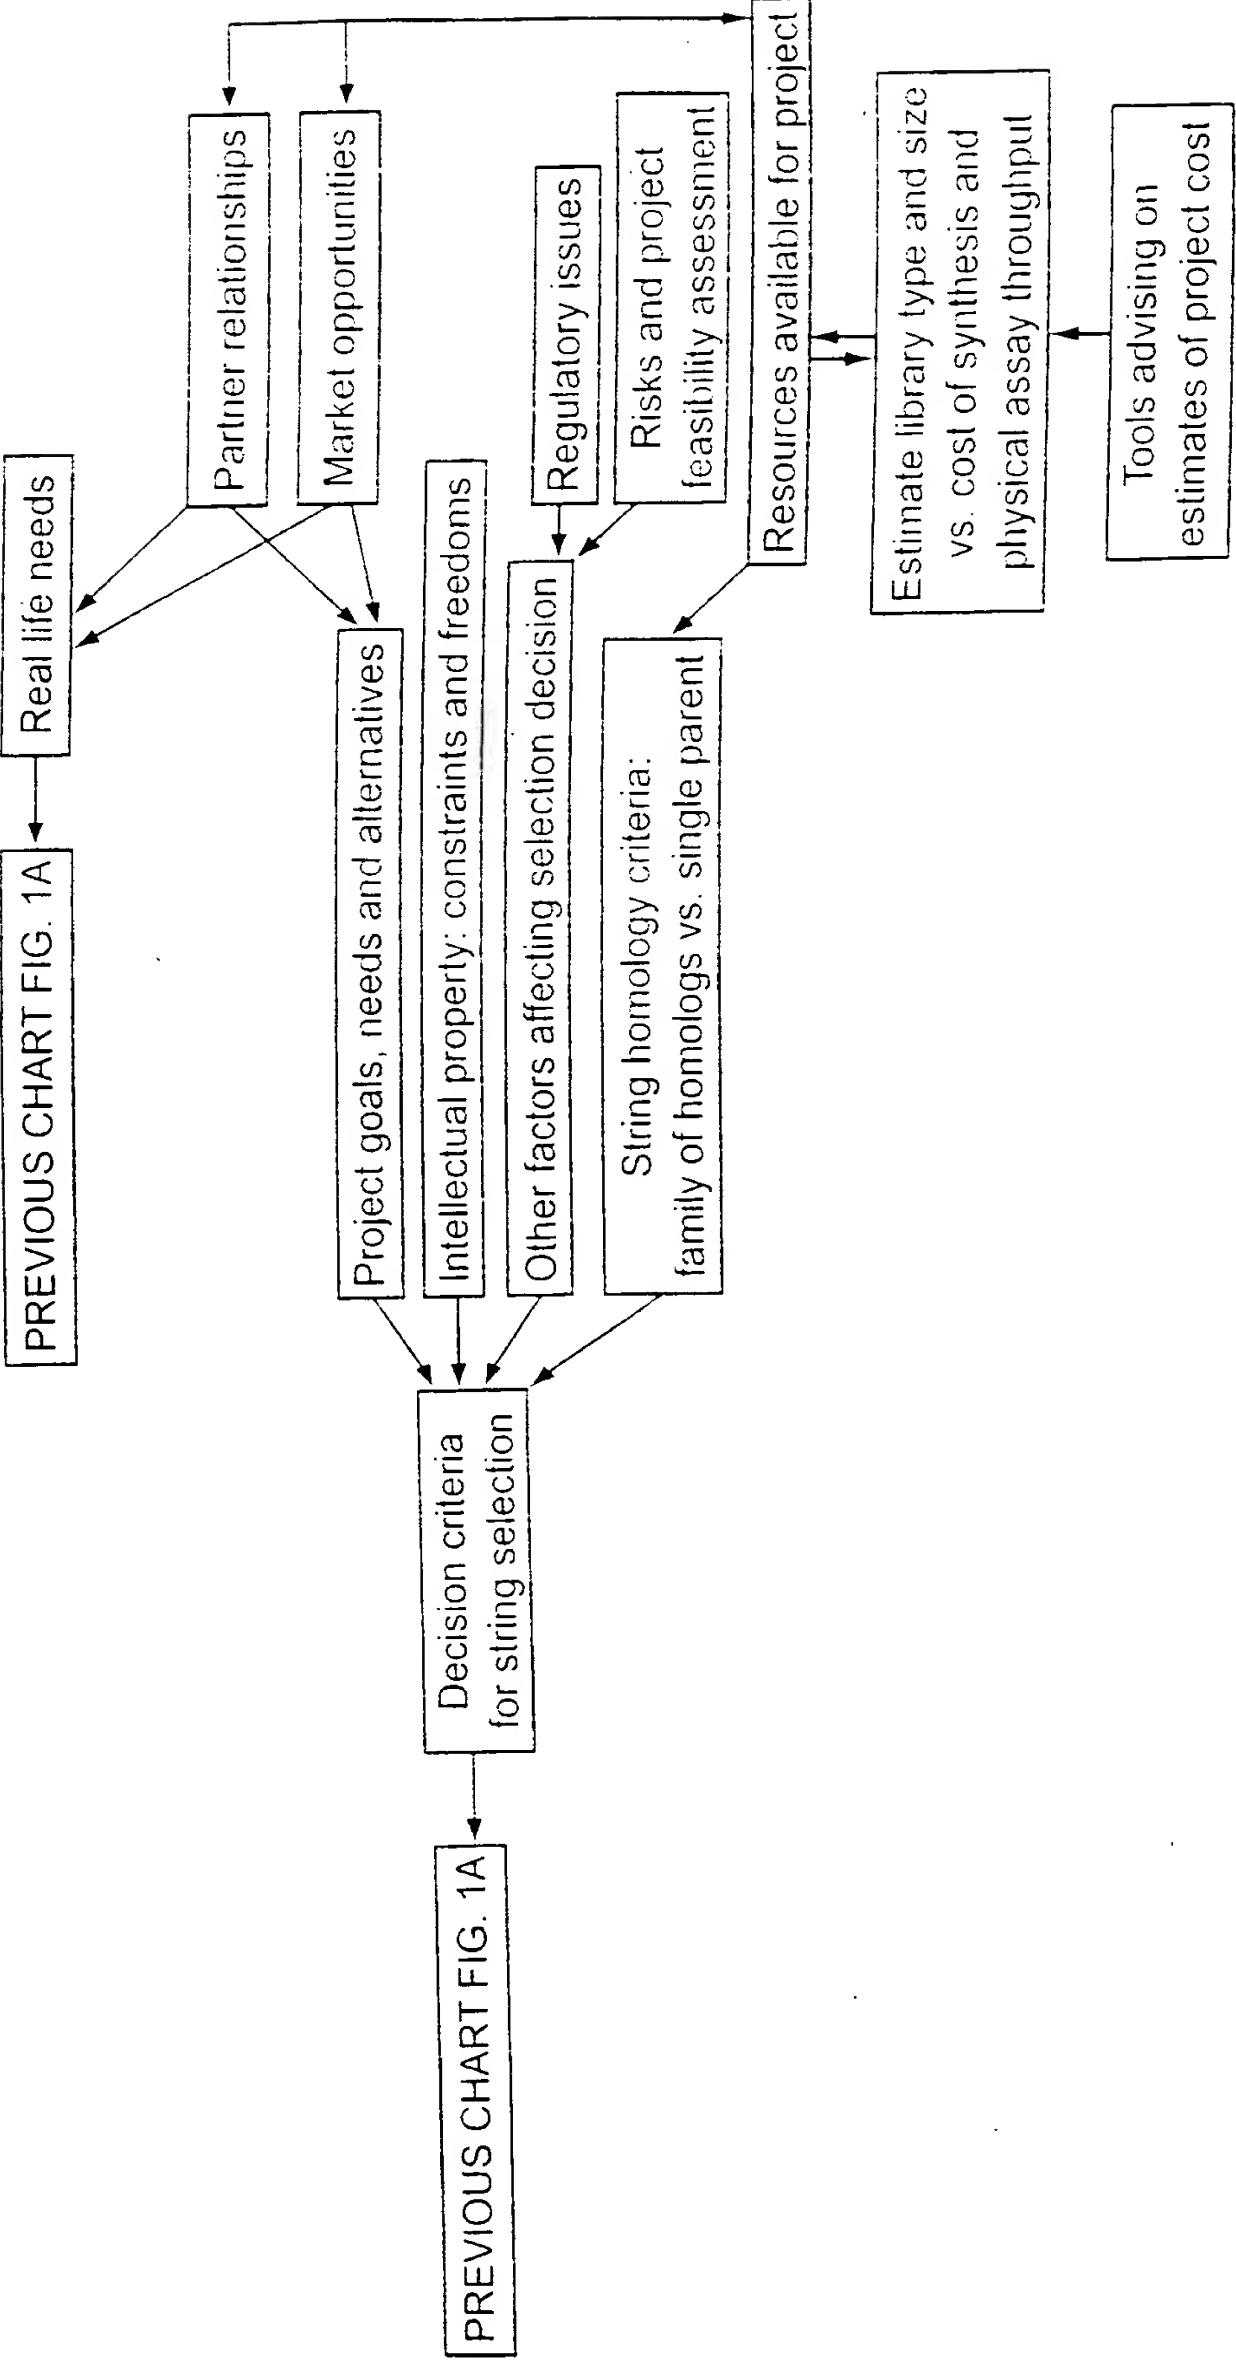 PREVIOUS CHART FIG. 1A
Real life needs
Partner relationships
Market opportunities
Project goals, needs and alternatives
Intellectual property: constraints and freedoms
Regulatory issues
Risks and project
feasibility assessment
Other factors affecting selection decision
String homology criteria:
family of homologs vs. single parent
Resources available for project
Estimate library type and size
vs. cost of synthesis and
physical assay throughput
Tools advising on
estimates of project cost
Decision criteria
for string selection
PREVIOUS CHART FIG. 1A